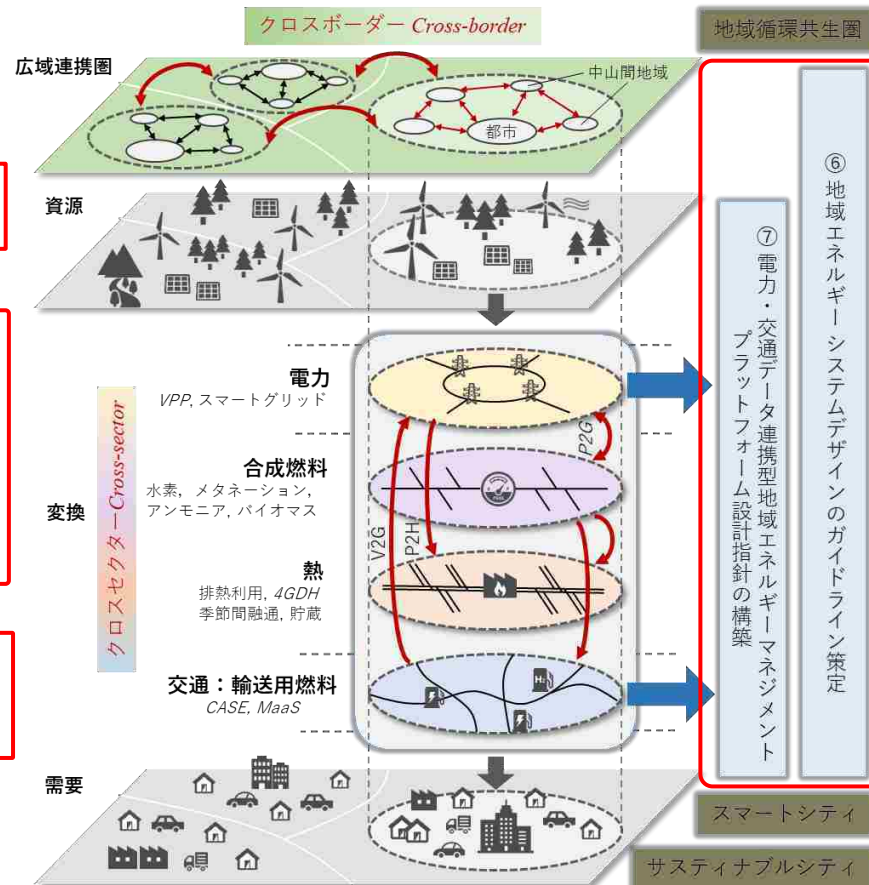 クロスボーダー Cross-border
地域循環共生圏
広域連携圏
中山間地域
都市
資源
電力
VPP, スマートグリッド
P2G
合成燃料
水素, メタネーション,
アンモニア, バイオマス
変換
クロスセクターCross-sector
V2G
P2H
熱
排熱利用, 4GDH
季節間融通, 貯蔵
交通：輸送用燃料
CASE, MaaS
H₂
需要
⑥ 地域エネルギーシステムデザインのガイドライン策定
⑦ 電力・交通データ連携型地域エネルギーマネジメント
プラットフォーム設計指針の構築
スマートシティ
サスティナブルシティ